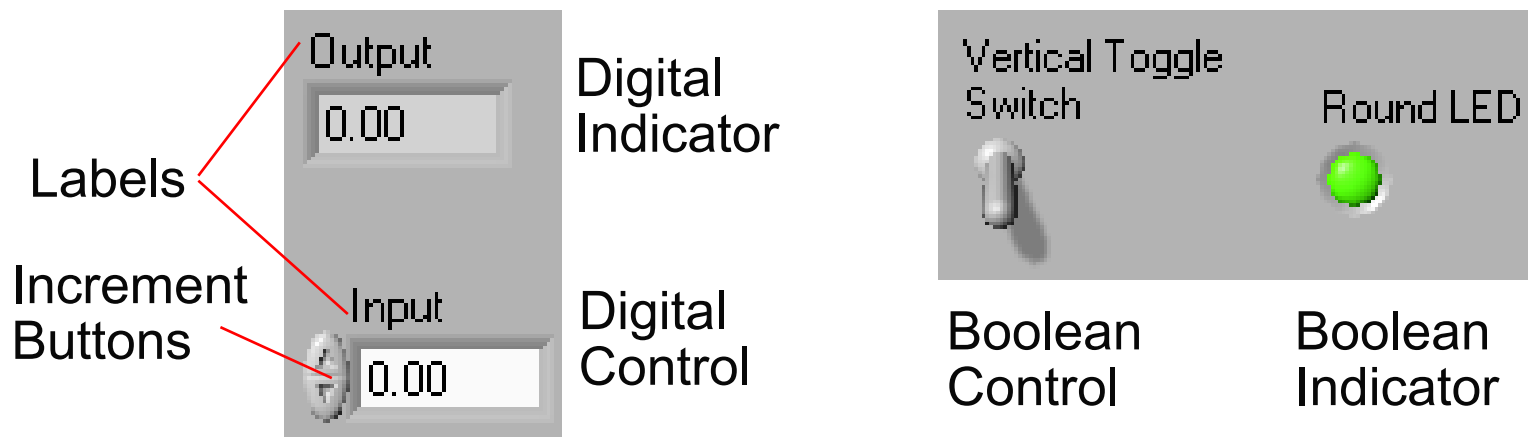 Output
0.00
Digital
Indicator
Labels
Increment
Buttons
Input
0.00
Digital
Control
Vertical Toggle
Switch
Round LED
Boolean
Control
Boolean
Indicator